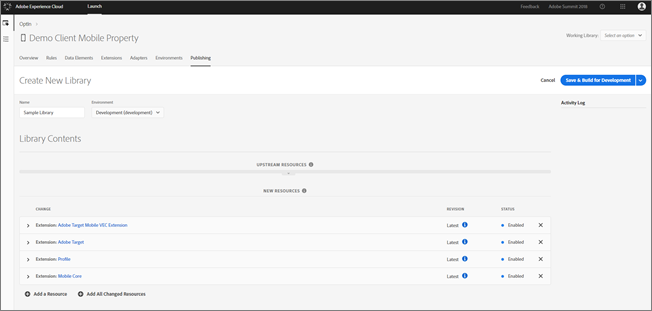 Adobe Experience Cloud Launch Feedback Adobe Summit 2018
Optin
Demo Client Mobile Property
Working Library: Select an option
Overview Rules Data Elements Extensions Adapters Environments Publishing
Create New Library
Cancel Save & Build for Development
Name Environment Activity Log
Sample Library Development (development)
Library Contents
UPSTREAM RESOURCES
NEW RESOURCES
CHANGE REVISION STATUS
Extension: Adobe Target Mobile VEC Extension Latest Enabled
Extension: Adobe Target Latest Enabled
Extension: Profile Latest Enabled
Extension: Mobile Core Latest Enabled
Add a Resource Add All Changed Resources